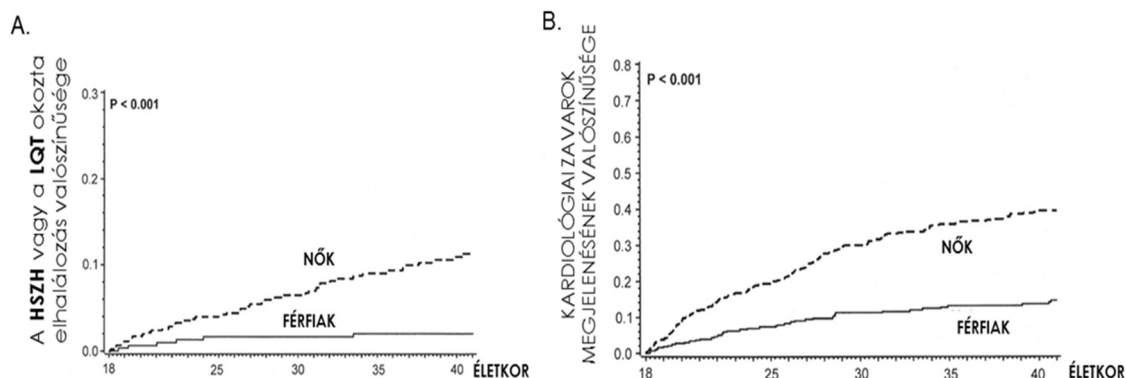 A.
A HSZH vagy a LQT okozta
elhalálozás valószínűsége
0.3
P < 0.001
0.2
0.1
NŐK
FÉRFIAK
0.0
18 25 30 35 40 ÉLETKOR
B.
KARDIOLÓGIAI ZAVAROK
MEGJELENÉSÉNEK VALÓSZÍNŰSÉGE
0.8
P < 0.001
0.7
0.6
0.5
0.4
0.3
NŐK
0.2
0.1
FÉRFIAK
0.0
18 25 30 35 40 ÉLETKOR